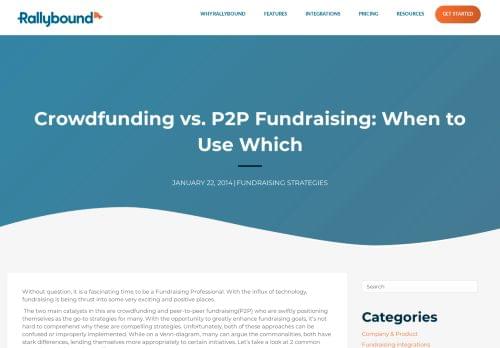 Rallybound
WHY RALLYBOUND FEATURES INTEGRATIONS PRICING RESOURCES GET STARTED
Crowdfunding vs. P2P Fundraising: When to
Use Which
JANUARY 22, 2014 | FUNDRAISING STRATEGIES
Without question, it is a fascinating time to be a Fundraising Professional. With the influx of technology,
fundraising is being thrust into some very exciting and positive places.
The two main catalysts in this are crowdfunding and peer-to-peer fundraising(P2P) who are swiftly positioning
themselves as the go-to strategies for many. With the opportunity to greatly enhance fundraising goals, it's not
hard to comprehend why these are compelling strategies. Unfortunately, both of these approaches can be
confused or improperly implemented. While on a Venn-diagram, many can argue the commonalities, both have
stark differences, lending themselves more appropriately to certain initiatives. Let's take a look at 2 common
Search
Categories
Company & Product
Fundraising Integrations